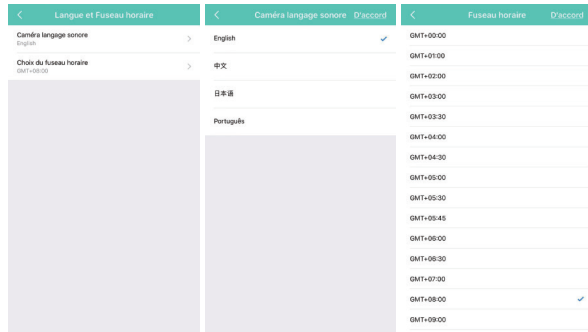 Langue et Fuseau horaire
Caméra langage sonore
English
Choix du fuseau horaire
GMT+08:00
Caméra langage sonore D'accord
English
中文
日本语
Português
Fuseau horaire D'accord
GMT+00:00
GMT+01:00
GMT+02:00
GMT+03:00
GMT+03:30
GMT+04:00
GMT+04:30
GMT+05:00
GMT+05:30
GMT+05:45
GMT+06:00
GMT+06:30
GMT+07:00
GMT+08:00
GMT+09:00